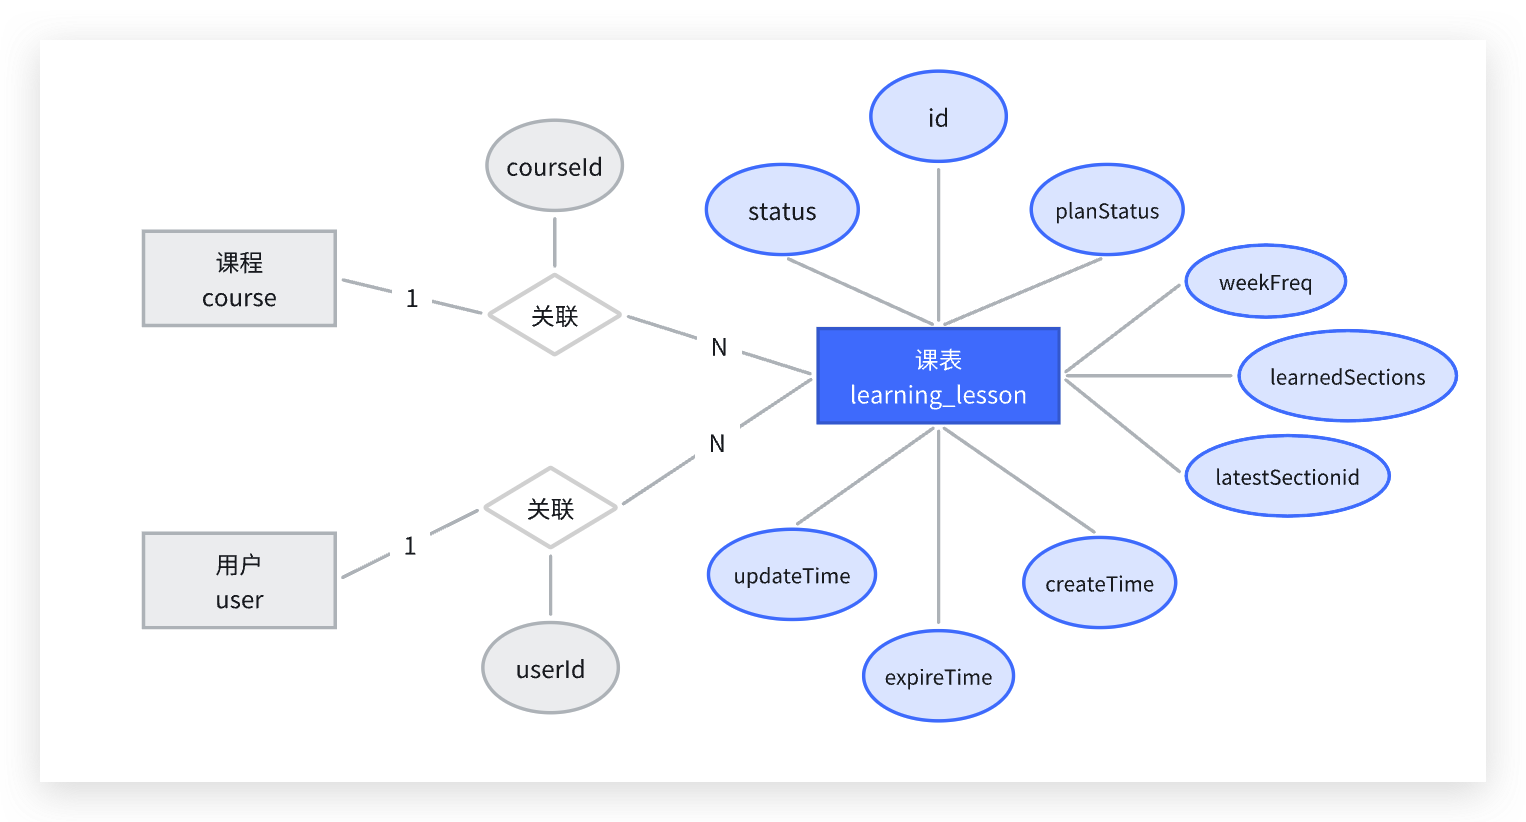 id
courseId
status
planStatus
课程
course
1
关联
N
weekFreq
课表
learning_lesson
learnedSections
N
latestSectionid
关联
1
用户
user
updateTime
createTime
userId
expireTime